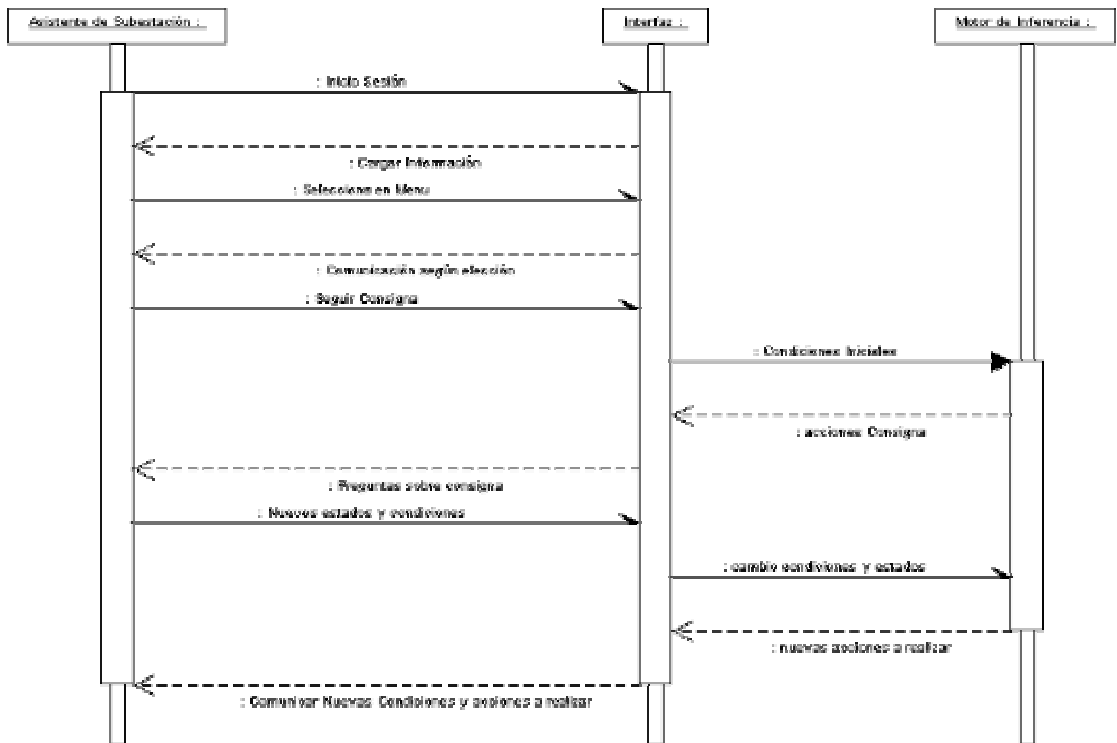 Asistente de Subestación :
Interfaz :
Motor de Inferencia :
: Inicio Sesión
: Cargar Información
: Selecciona en Menu
: Comunicación según elección
: Seguir Consigna
: Condiciones Iniciales
: acciones Consigna
: Preguntas sobre consigna
: Nuevos estados y condiciones
: cambio condiciones y estados
: nuevas acciones a realizar
: Comunicar Nuevas Condiciones y acciones a realizar